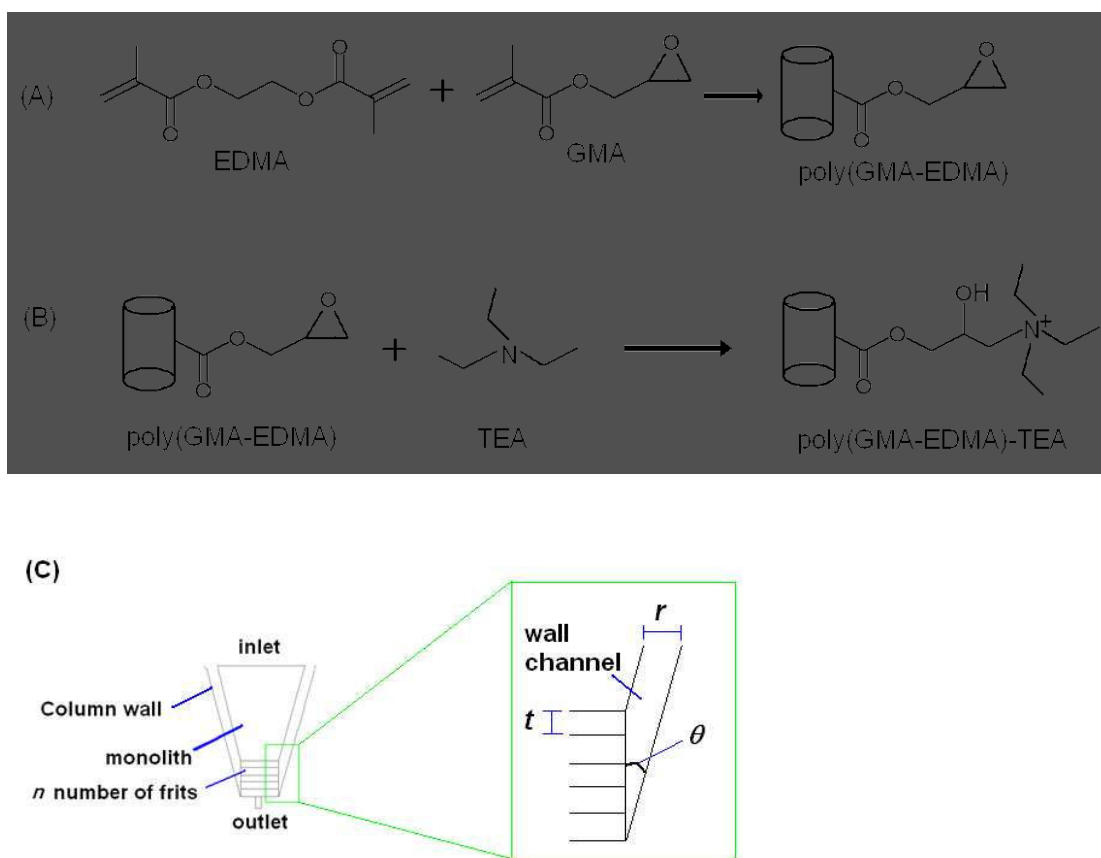 (A)
O
O
O
O
EDMA
+
O
O
O
GMA
O
O
O
poly(GMA-EDMA)
(B)
O
O
O
poly(GMA-EDMA)
+
N
TEA
O
O
OH
N+
poly(GMA-EDMA)-TEA
(C)
inlet
Column wall
monolith
n number of frits
outlet
r
wall
channel
t
θ